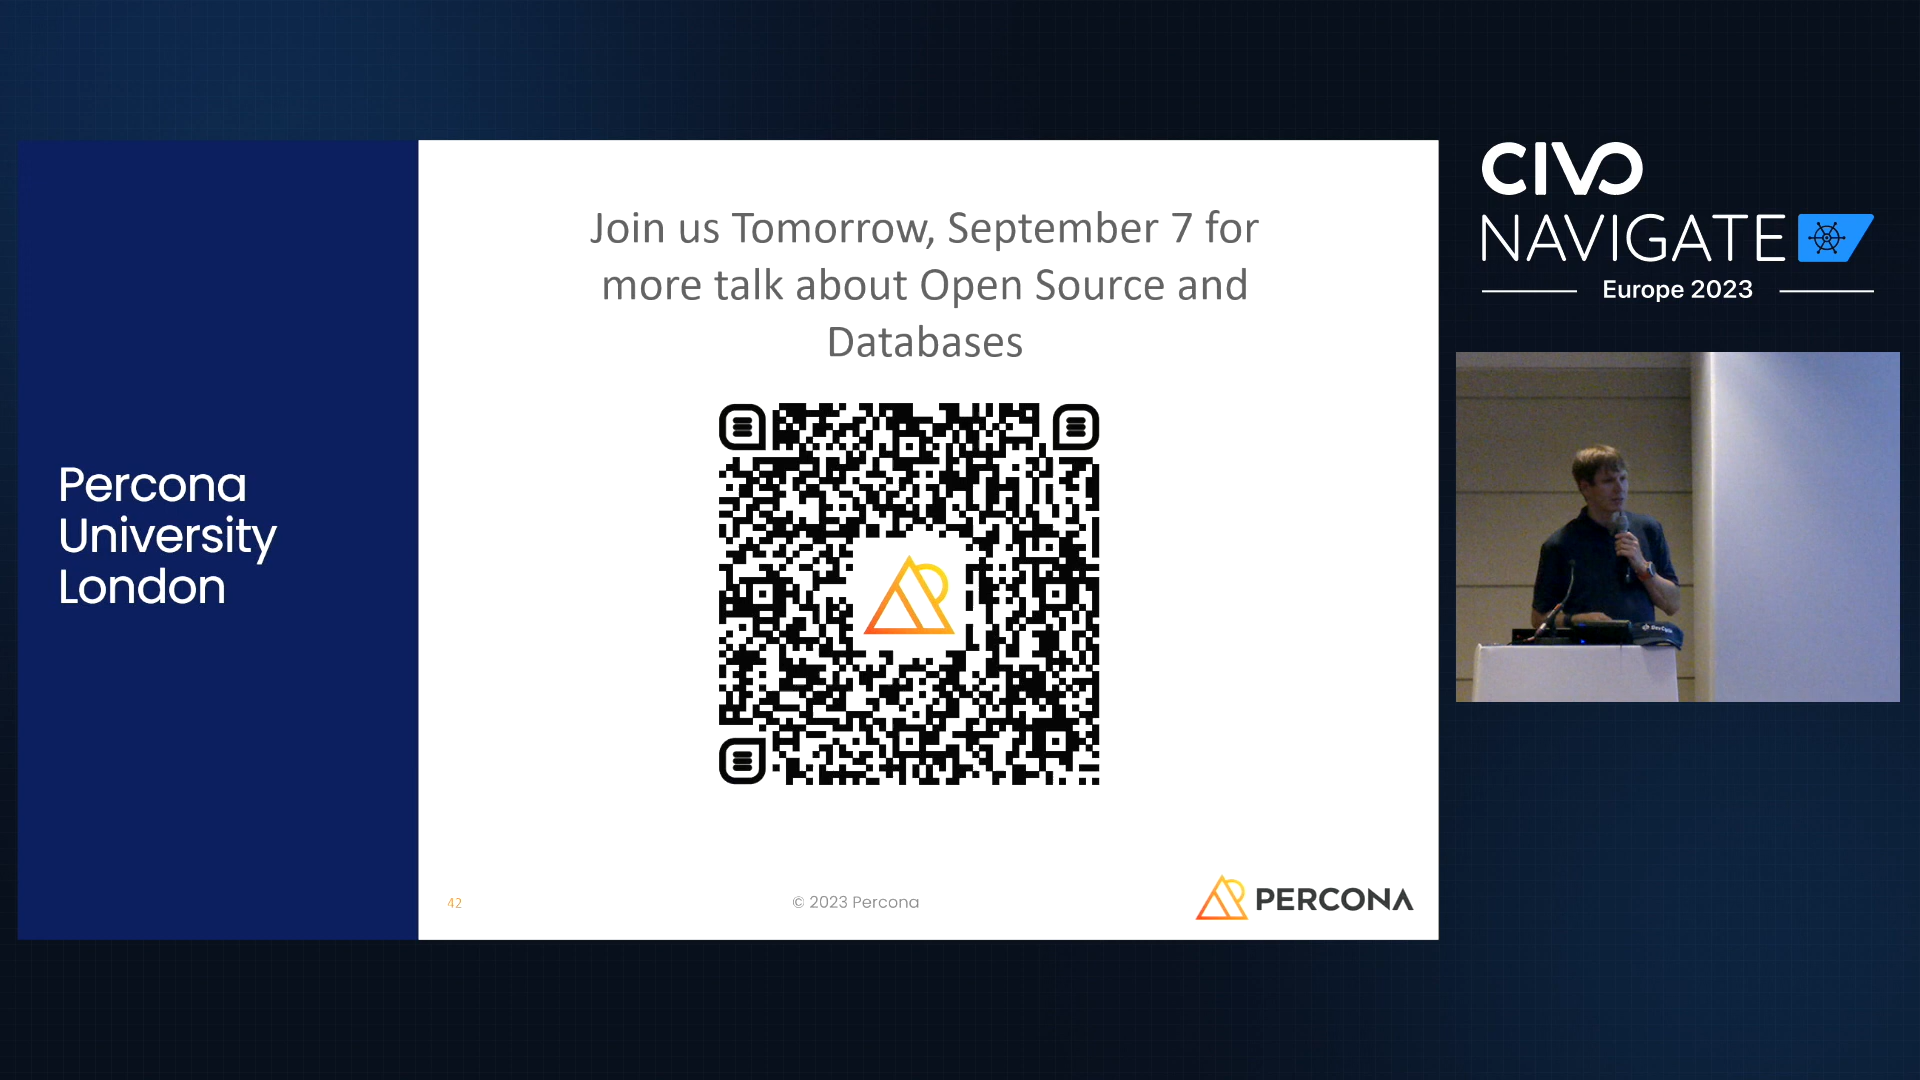 Percona
University
London
Join us Tomorrow, September 7 for
more talk about Open Source and
Databases
42
© 2023 Percona
PERCONA
CIVO
NAVIGATE
Europe 2023
DevCycle